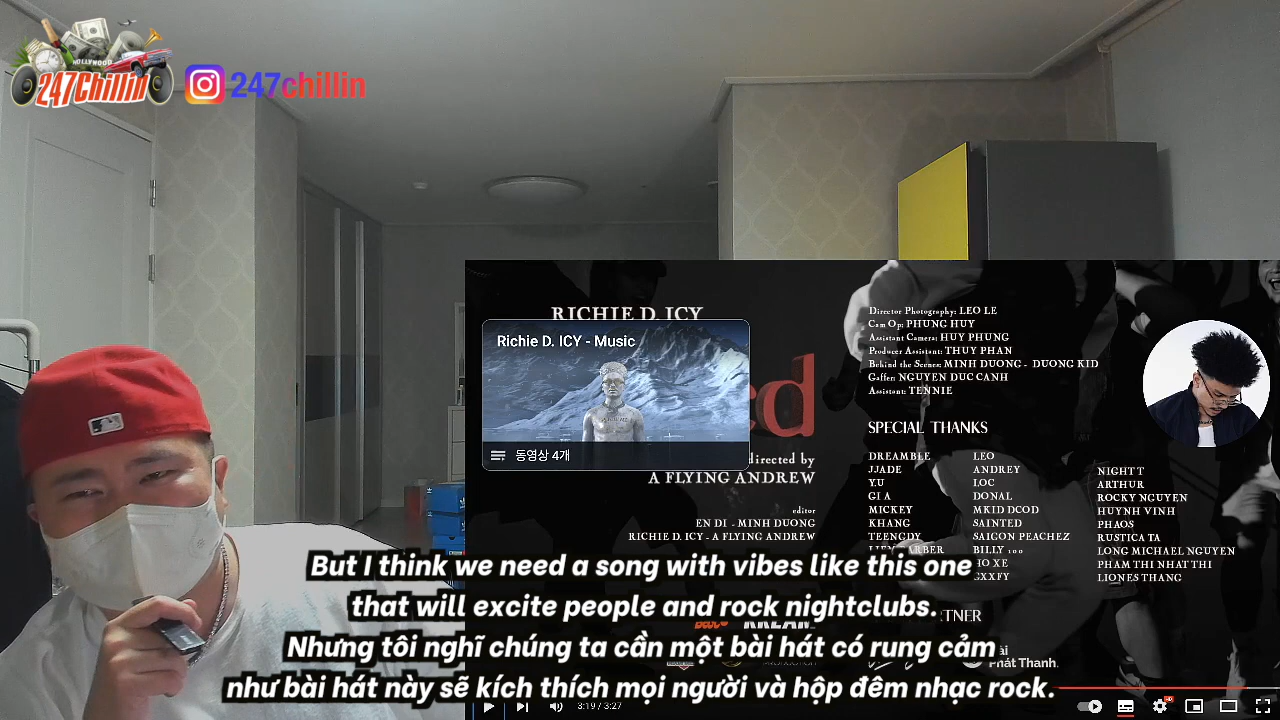 HOLLYWOOD
247Chillin
247chillin
RICHIE D. ICY
Richie D. ICY - Music
동영상 4개
directed by
A FLYING ANDREW
editor
EN DI - MINH DUONG
RICHIE D. ICY - A FLYING ANDREW
Director Photography: LEO LE
Cam Op: PHUNG HUY
Assistant Camera: HUY PHUNG
Producer Assistant: THUY PHAN
Behind the Scenes: MINH DUONG - DUONG KID
Gaffer: NGUYEN DUC CANH
Assistant: TENNIE
SPECIAL THANKS
DREAMBLE
JJADE
Y.U
GI A
MICKEY
KHANG
TEENGDY
LEO
ANDREY
LOC
DONAL
MKID DCOD
SAINTED
SAIGON PEACHEZ
BILLY 100
NIGHT T
ARTHUR
ROCKY NGUYEN
HUYNH VINH
PHAOS
RUSTICA TA
LONG MICHAEL NGUYEN
PHAM THI NHAT THI
LIONES THANG
Phát Thanh.
But I think we need a song with vibes like this one
that will excite people and rock nightclubs.
Nhưng tôi nghĩ chúng ta cần một bài hát có rung cảm
như bài hát này sẽ kích thích mọi người và hộp đêm nhạc rock.
3:19 / 3:27
HD